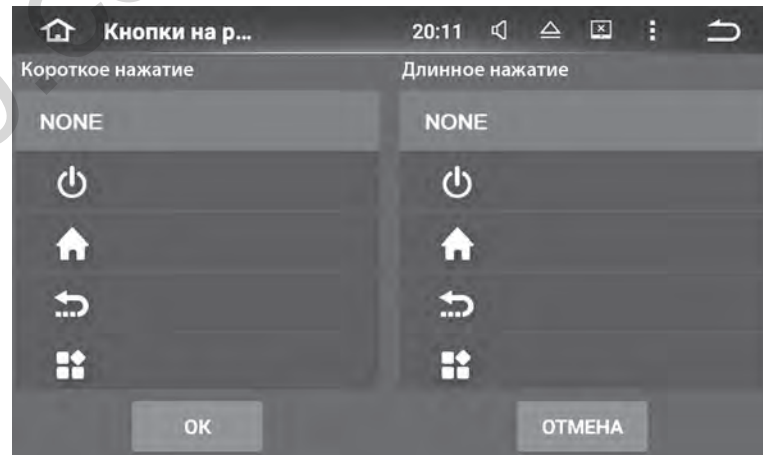 Кнопки на р...
20:11
Короткое нажатие
Длинное нажатие
NONE
NONE
OK
ОТМЕНА